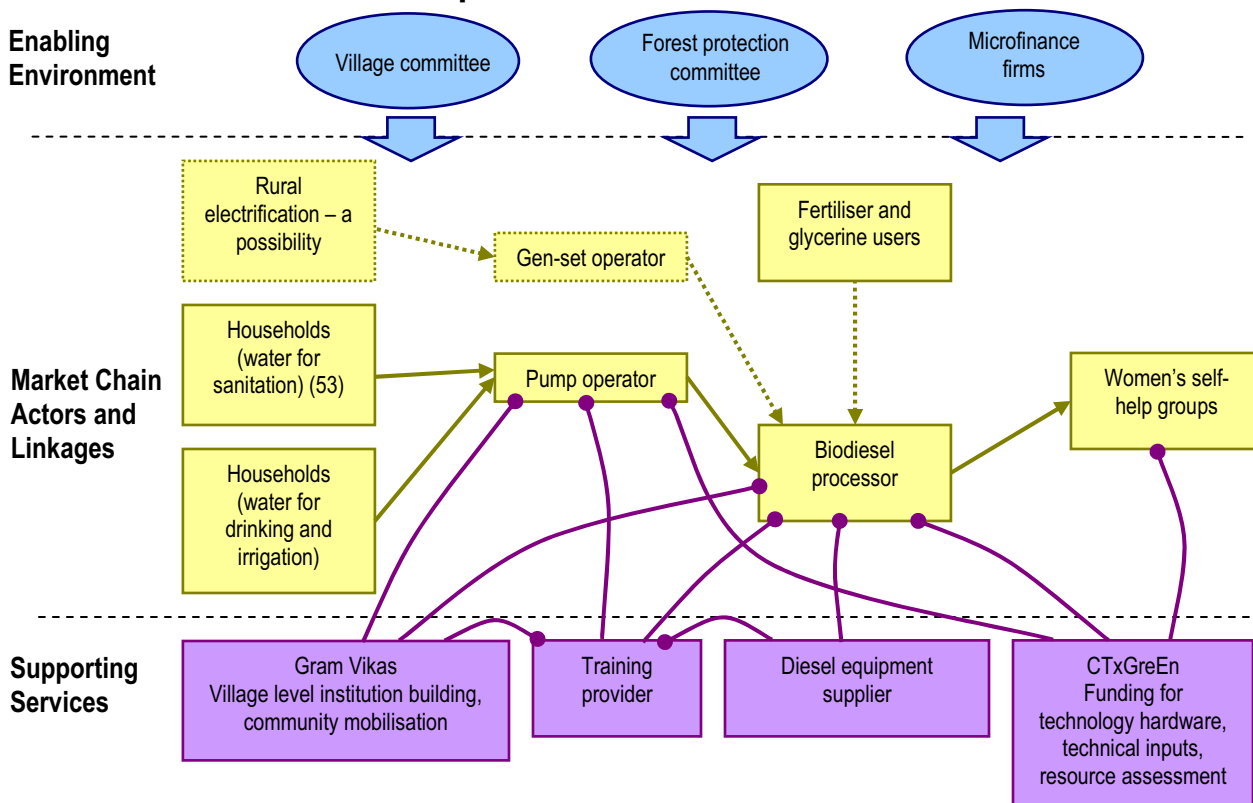 Enabling
Environment
Village committee
Forest protection
committee
Microfinance
firms
Rural
electrification – a
possibility
Gen-set operator
Fertiliser and
glycerine users
Market Chain
Actors and
Linkages
Households
(water for
sanitation) (53)
Pump operator
Women's self-
help groups
Biodiesel
processor
Households
(water for
drinking and
irrigation)
Supporting
Services
Gram Vikas
Village level institution building,
community mobilisation
Training
provider
Diesel equipment
supplier
CTxGreEn
Funding for
technology hardware,
technical inputs,
resource assessment